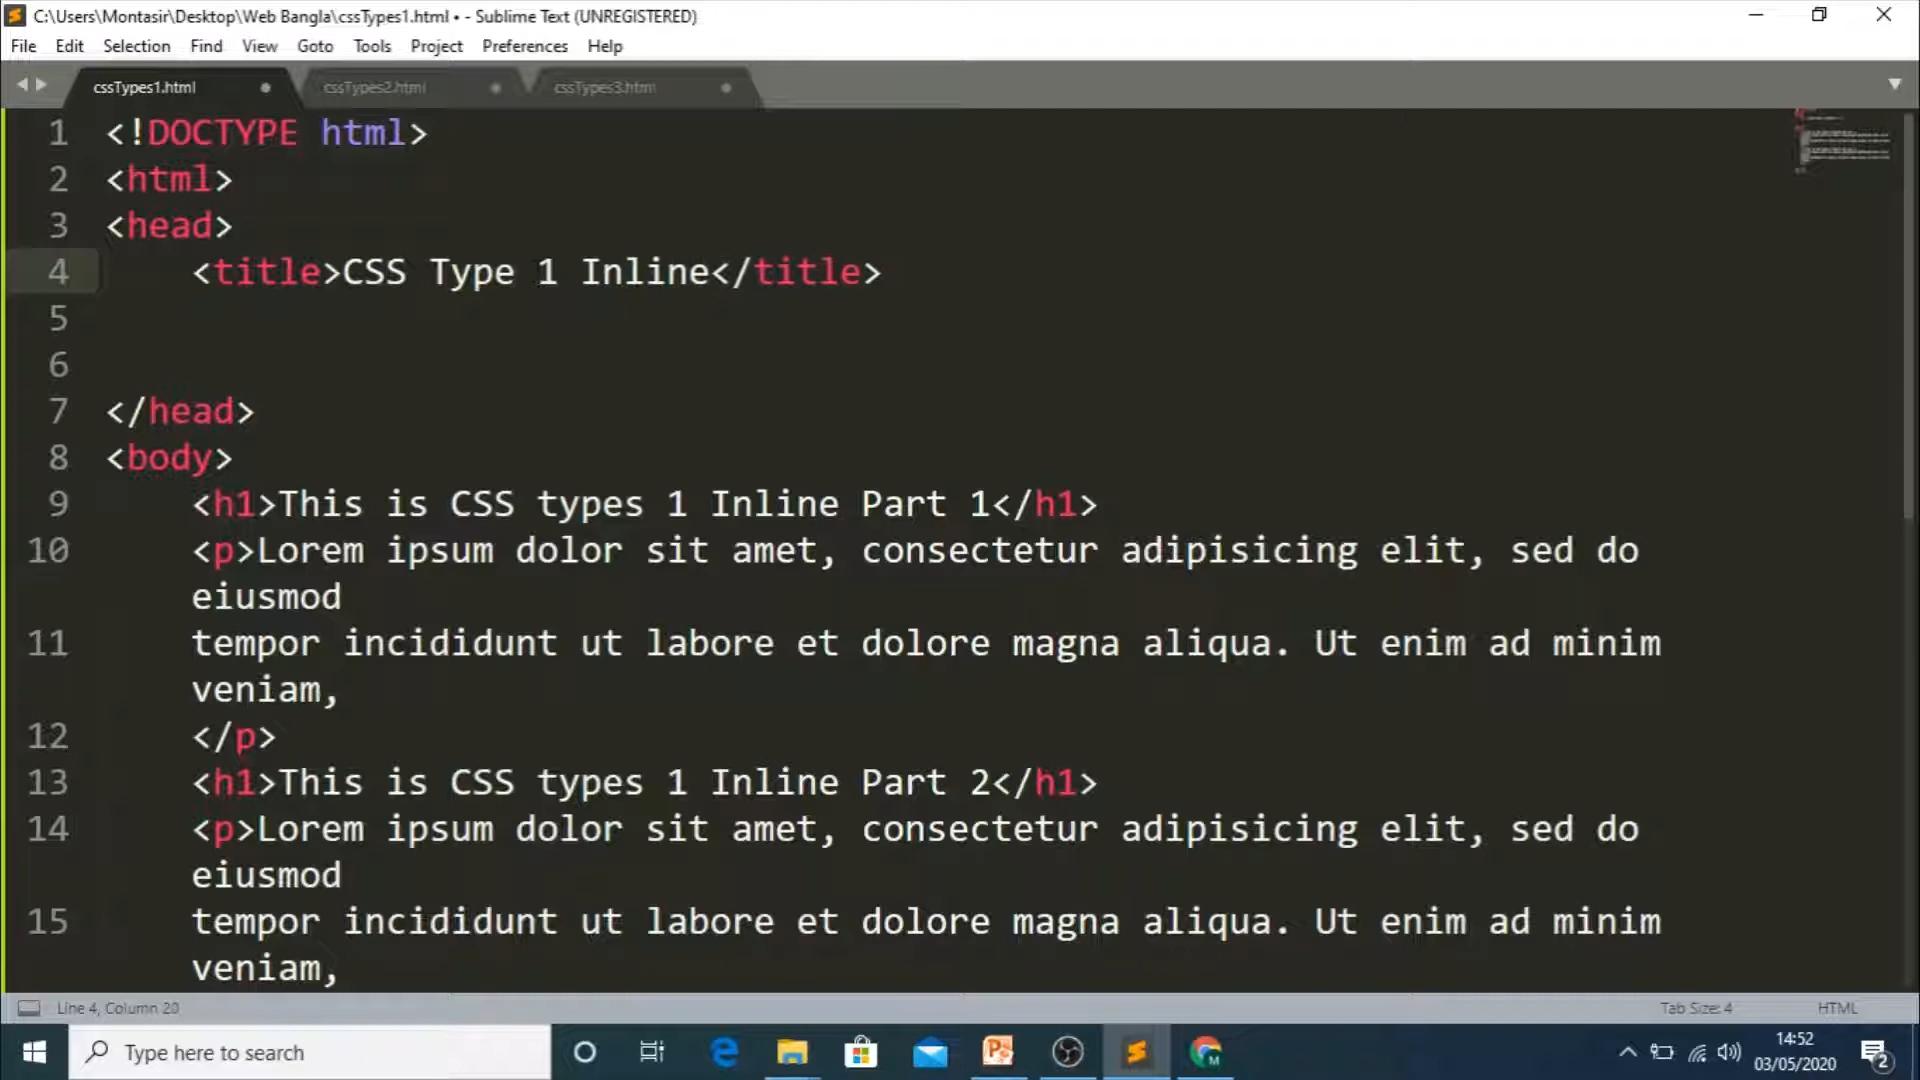 C:\Users\Montasir\Desktop\Web Bangla\cssTypes1.html • - Sublime Text (UNREGISTERED)
File Edit Selection Find View Goto Tools Project Preferences Help
cssTypes1.html cssTypes2.html cssTypes3.html
1 <!DOCTYPE html>
2 <html>
3 <head>
4 <title>CSS Type 1 Inline</title>
5
6
7 </head>
8 <body>
9 <h1>This is CSS types 1 Inline Part 1</h1>
10 <p>Lorem ipsum dolor sit amet, consectetur adipisicing elit, sed do
eiusmod
11 tempor incididunt ut labore et dolore magna aliqua. Ut enim ad minim
veniam,
12 </p>
13 <h1>This is CSS types 1 Inline Part 2</h1>
14 <p>Lorem ipsum dolor sit amet, consectetur adipisicing elit, sed do
eiusmod
15 tempor incididunt ut labore et dolore magna aliqua. Ut enim ad minim
veniam,
Line 4, Column 20 Tab Size: 4 HTML
Type here to search
14:52
03/05/2020
2